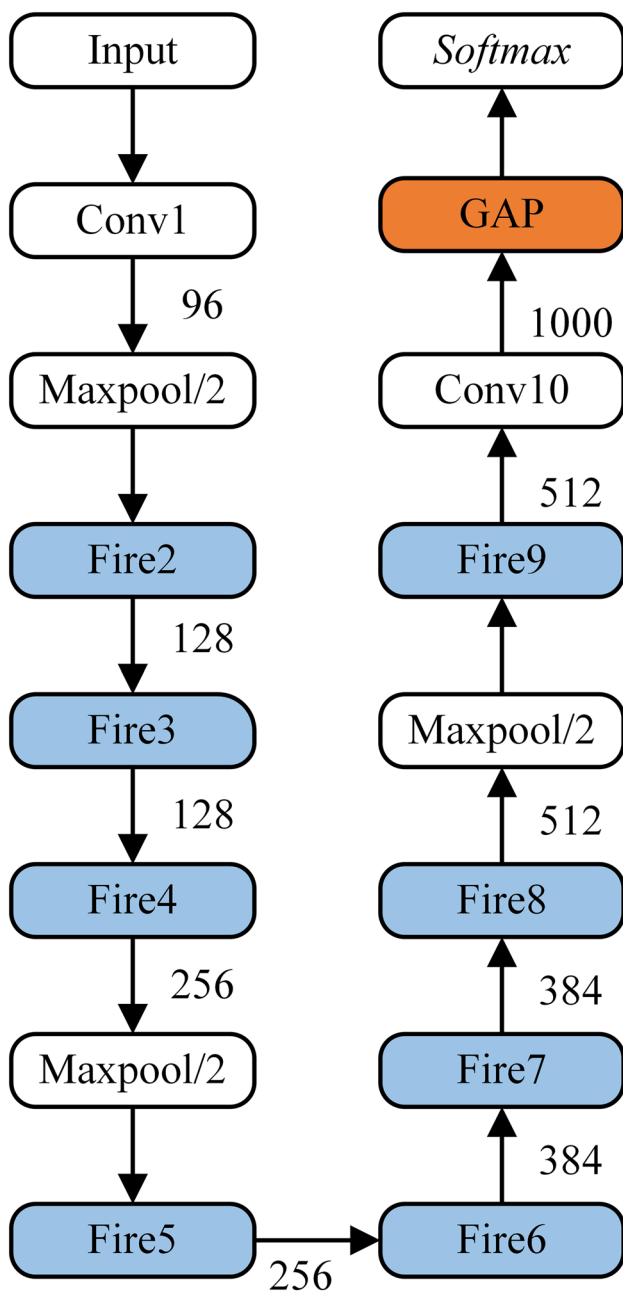 Input
Conv1
96
Maxpool/2
Fire2
128
Fire3
128
Fire4
256
Maxpool/2
Fire5
256
Fire6
384
Fire7
384
Fire8
512
Maxpool/2
Fire9
512
Conv10
1000
GAP
Softmax